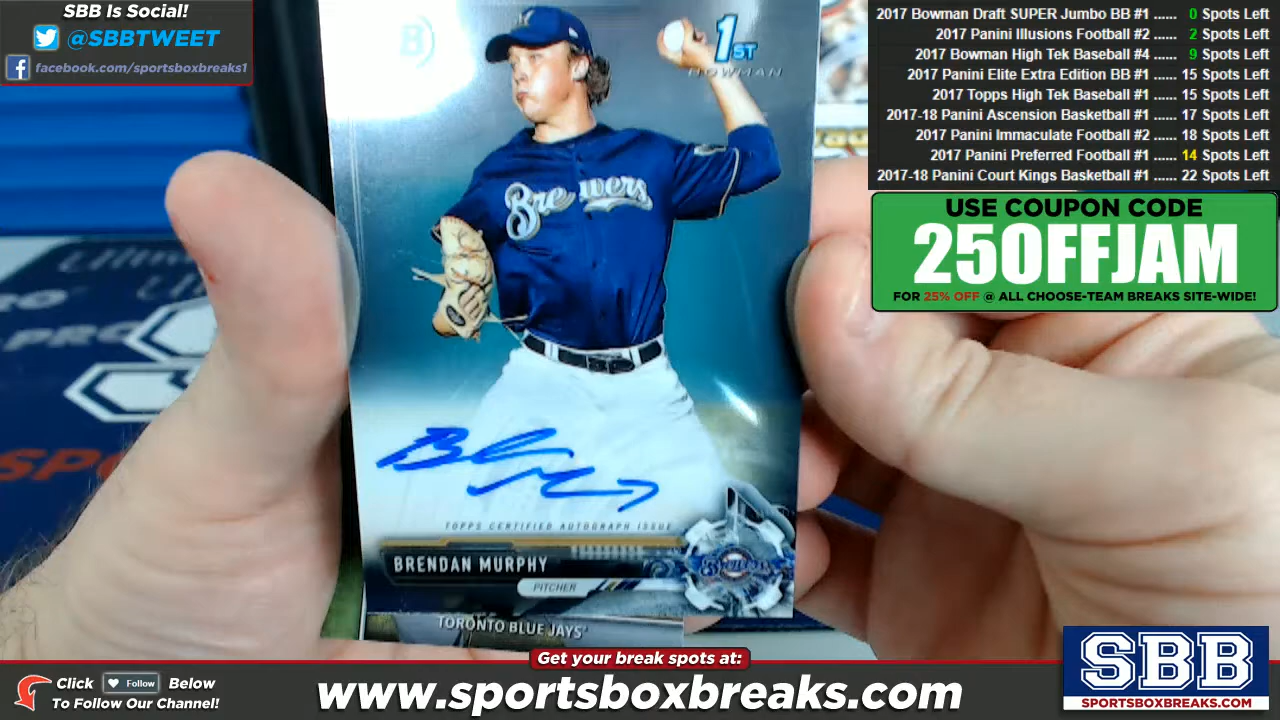 SBB Is Social!
@SBBTWEET
facebook.com/sportsboxbreaks1
1ST
BOWMAN
Brewers
TOPPS CERTIFIED AUTOGRAPH ISSUE
BRENDAN MURPHY
PITCHER
Brewers
TORONTO BLUE JAYS
2017 Bowman Draft SUPER Jumbo BB #1 ...... 0 Spots Left
2017 Panini Illusions Football #2 ...... 2 Spots Left
2017 Bowman High Tek Baseball #4 ...... 9 Spots Left
2017 Panini Elite Extra Edition BB #1 ...... 15 Spots Left
2017 Topps High Tek Baseball #1 ...... 15 Spots Left
2017-18 Panini Ascension Basketball #1 ...... 17 Spots Left
2017 Panini Immaculate Football #2 ...... 18 Spots Left
2017 Panini Preferred Football #1 ...... 14 Spots Left
2017-18 Panini Court Kings Basketball #1 ...... 22 Spots Left
USE COUPON CODE
25OFFJAM
FOR 25% OFF @ ALL CHOOSE-TEAM BREAKS SITE-WIDE!
Get your break spots at:
Click Follow Below
To Follow Our Channel!
www.sportsboxbreaks.com
SBB
SPORTSBOXBREAKS.COM